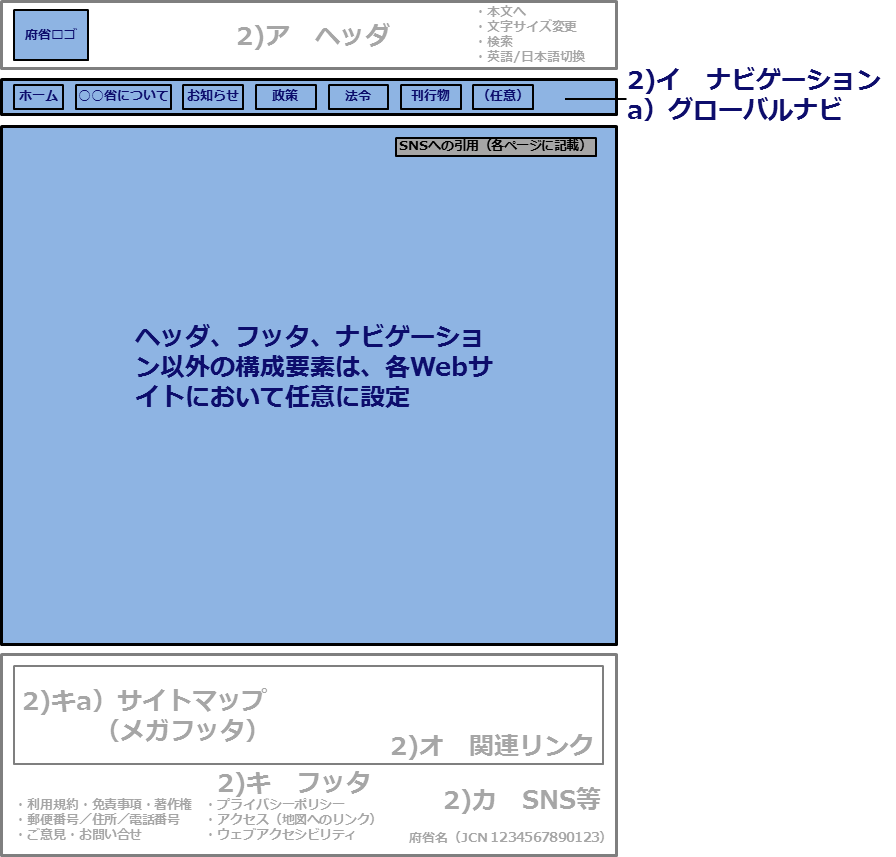 府省ロゴ
2)ア　ヘッダ
・本文へ
・文字サイズ変更
・検索
・英語/日本語切換
ホーム
○○省について
お知らせ
政策
法令
刊行物
（任意）
2)イ　ナビゲーション
a）グローバルナビ
SNSへの引用（各ページに記載）
ヘッダ、フッタ、ナビゲーショ
ン以外の構成要素は、各Webサ
イトにおいて任意に設定
2)キa）サイトマップ
（メガフッタ）
2)オ　関連リンク
2)キ　フッタ
2)カ　SNS等
・利用規約・免責事項・著作権
・郵便番号／住所／電話番号
・ご意見・お問い合せ
・プライバシーポリシー
・アクセス（地図へのリンク）
・ウェブアクセシビリティ
府省名（JCN 1234567890123）